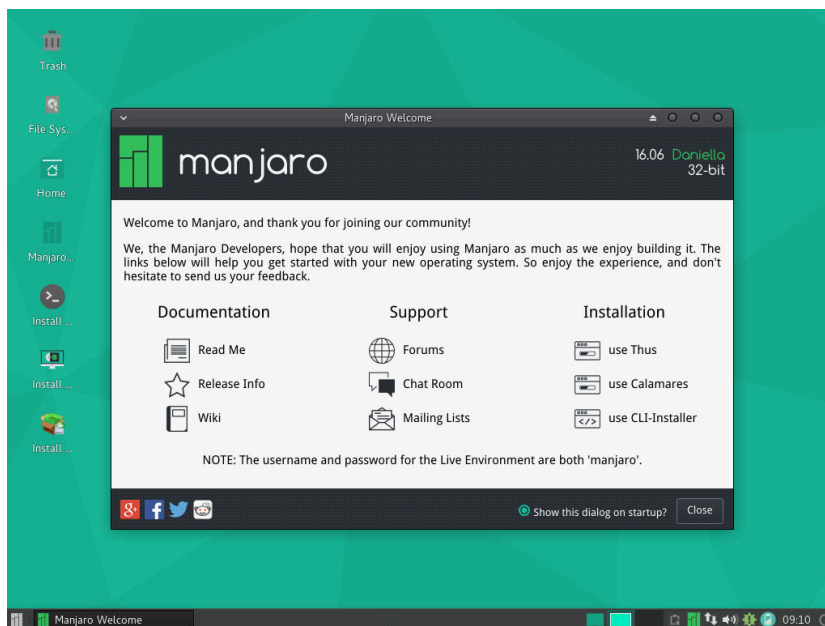 Trash
File Sys...
Home
Manjaro...
Install ...
Install ...
Install ...
Manjaro Welcome
manjaro
16.06 Daniella
32-bit
Welcome to Manjaro, and thank you for joining our community!
We, the Manjaro Developers, hope that you will enjoy using Manjaro as much as we enjoy building it. The
links below will help you get started with your new operating system. So enjoy the experience, and don't
hesitate to send us your feedback.
Documentation
Read Me
Release Info
Wiki
Support
Forums
Chat Room
Mailing Lists
Installation
use Thus
use Calamares
use CLI-Installer
NOTE: The username and password for the Live Environment are both 'manjaro'.
Show this dialog on startup?
Close
Manjaro Welcome
09:10